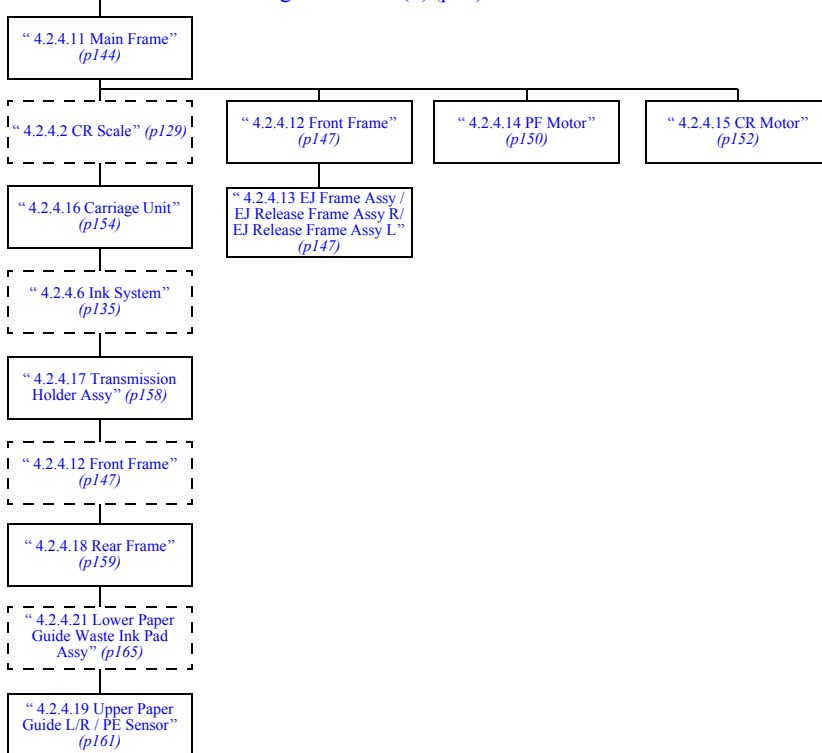 “ 4.2.4.11 Main Frame”
(p144)
“ 4.2.4.2 CR Scale” (p129)
“ 4.2.4.12 Front Frame”
(p147)
“ 4.2.4.14 PF Motor”
(p150)
“ 4.2.4.15 CR Motor”
(p152)
“ 4.2.4.16 Carriage Unit”
(p154)
“ 4.2.4.13 EJ Frame Assy /
EJ Release Frame Assy R/
EJ Release Frame Assy L”
(p147)
“ 4.2.4.6 Ink System”
(p135)
“ 4.2.4.17 Transmission
Holder Assy” (p158)
“ 4.2.4.12 Front Frame”
(p147)
“ 4.2.4.18 Rear Frame”
(p159)
“ 4.2.4.21 Lower Paper
Guide Waste Ink Pad
Assy” (p165)
“ 4.2.4.19 Upper Paper
Guide L/R / PE Sensor”
(p161)